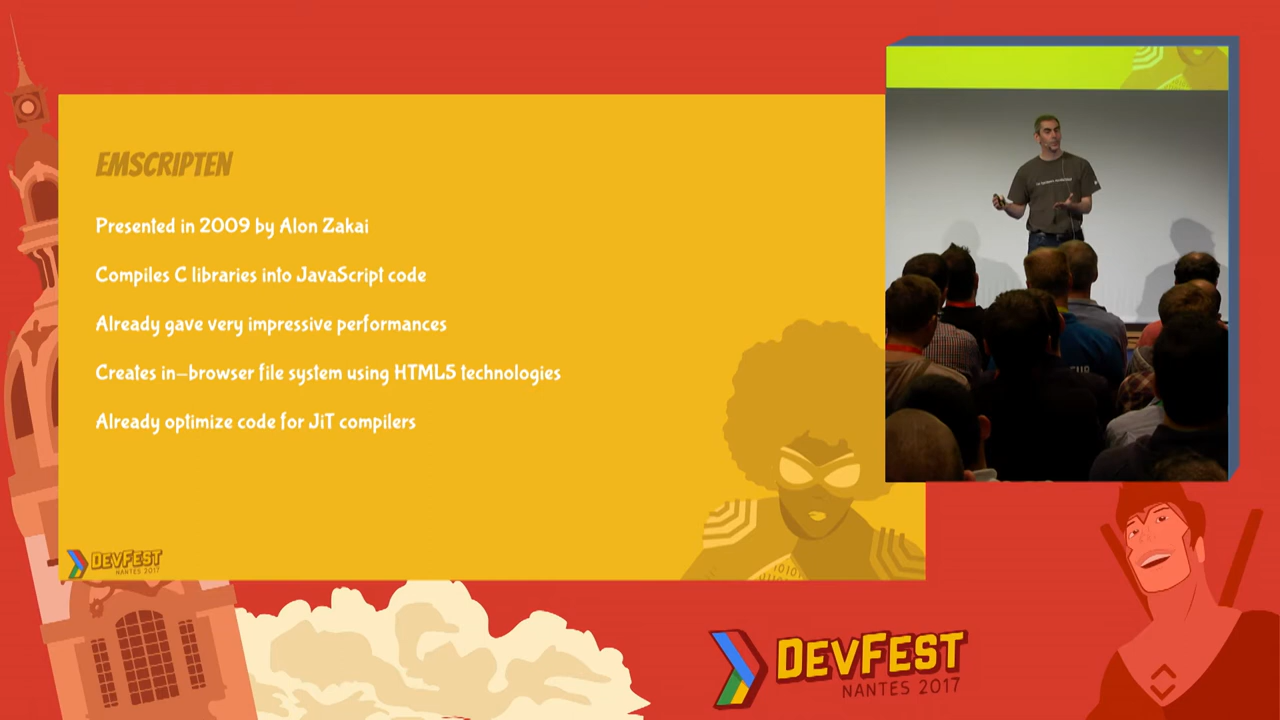 EMSCRIPTEN
Presented in 2009 by Alon Zakai
Compiles C libraries into JavaScript code
Already gave very impressive performances
Creates in-browser file system using HTML5 technologies
Already optimize code for JiT compilers
DEVFEST
NANTES 2017
DEVFEST
NANTES 2017